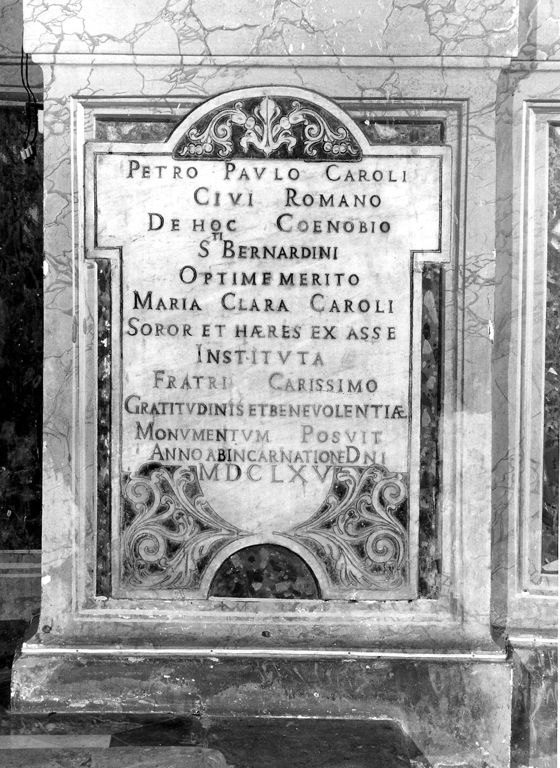 PETRO PAVLO CAROLI
CIVI ROMANO
DE HOC COENOBIO
STI BERNARDINI
OPTIME MERITO
MARIA CLARA CAROLI
SOROR ET HÆRES EX ASSE
INSTITVTA
FRATRI CARISSIMO
GRATITVDINIS ET BENEVOLENTIÆ
MONVMENTVM POSVIT
ANNO AB INCARNATIONE DNI
MDCLXV